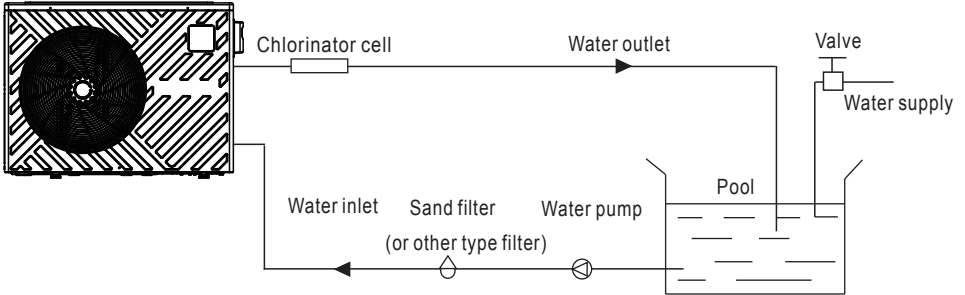 Chlorinator cell
Water outlet
Valve
Water supply
Pool
Water inlet
Sand filter
(or other type filter)
Water pump